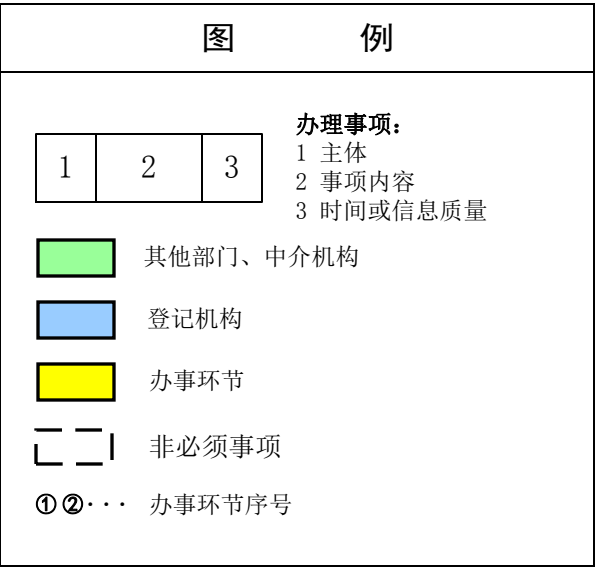 图 例
1 2 3
办理事项：
1 主体
2 事项内容
3 时间或信息质量
其他部门、中介机构
登记机构
办事环节
非必须事项
①②··· 办事环节序号